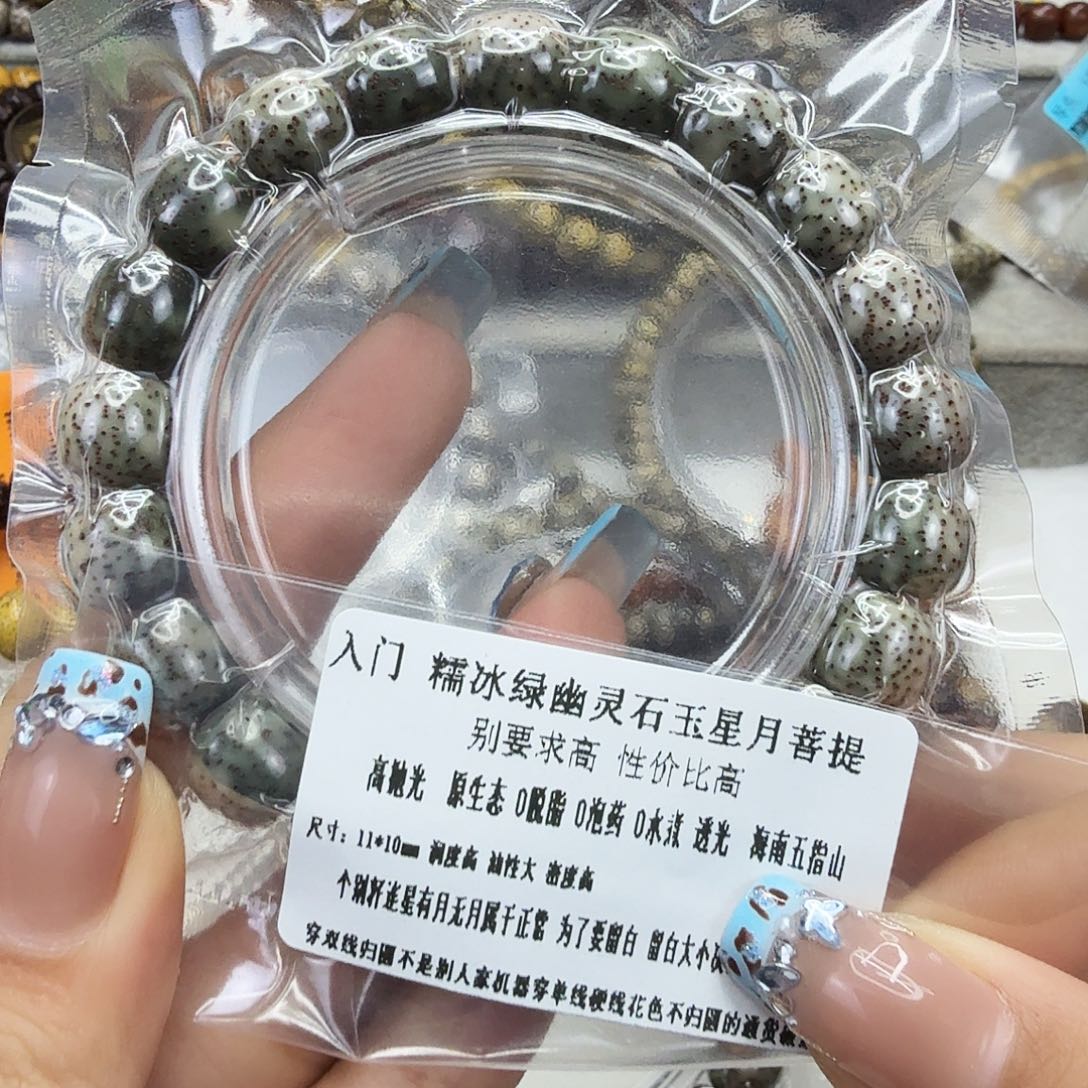 入门 糯冰绿幽灵石玉星月菩提
别要求高 性价比高
高抛光 原生态 0脱脂 0炮药 0水煮 透光 海南五指山
尺寸：11*10mm 润度高 油性大 密度高
个别籽连星有月无月属于正常 为了要留白 留白大小
穿双线归圆不是别人家机器穿单线硬线花色不归圆的通货